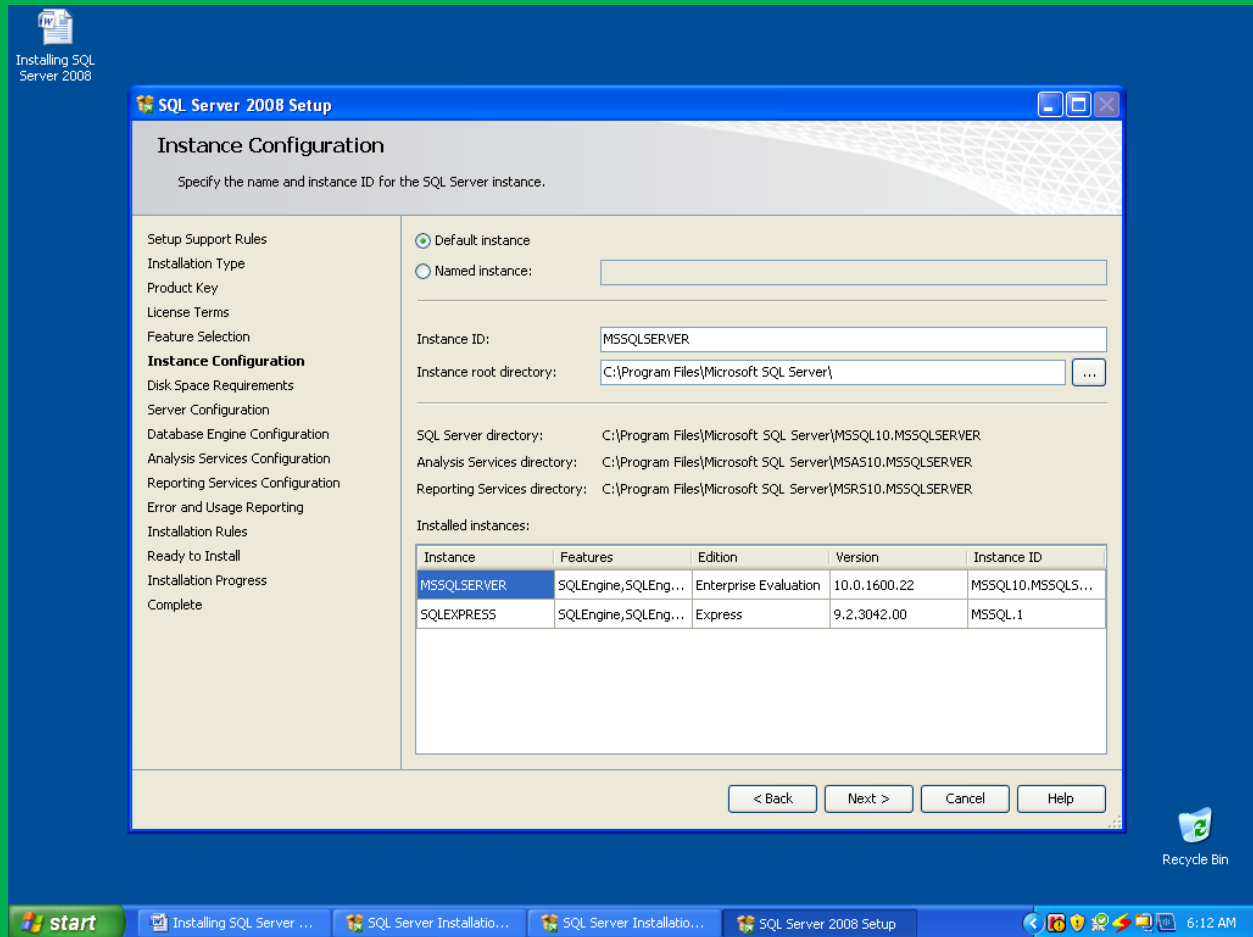 Installing SQL
Server 2008
SQL Server 2008 Setup
Instance Configuration
Specify the name and instance ID for the SQL Server instance.
Setup Support Rules
Installation Type
Product Key
License Terms
Feature Selection
Instance Configuration
Disk Space Requirements
Server Configuration
Database Engine Configuration
Analysis Services Configuration
Reporting Services Configuration
Error and Usage Reporting
Installation Rules
Ready to Install
Installation Progress
Complete
Default instance
Named instance:
Instance ID: MSSQLSERVER
Instance root directory: C:\Program Files\Microsoft SQL Server\ ...
SQL Server directory: C:\Program Files\Microsoft SQL Server\MSSQL10.MSSQLSERVER
Analysis Services directory: C:\Program Files\Microsoft SQL Server\MSAS10.MSSQLSERVER
Reporting Services directory: C:\Program Files\Microsoft SQL Server\MSRS10.MSSQLSERVER
Installed instances:
Instance Features Edition Version Instance ID
MSSQLSERVER SQLEngine,SQLEng... Enterprise Evaluation 10.0.1600.22 MSSQL10.MSSQLS...
SQLEXPRESS SQLEngine,SQLEng... Express 9.2.3042.00 MSSQL.1
< Back Next > Cancel Help
Recycle Bin
start Installing SQL Server ... SQL Server Installatio... SQL Server Installatio... SQL Server 2008 Setup 6:12 AM